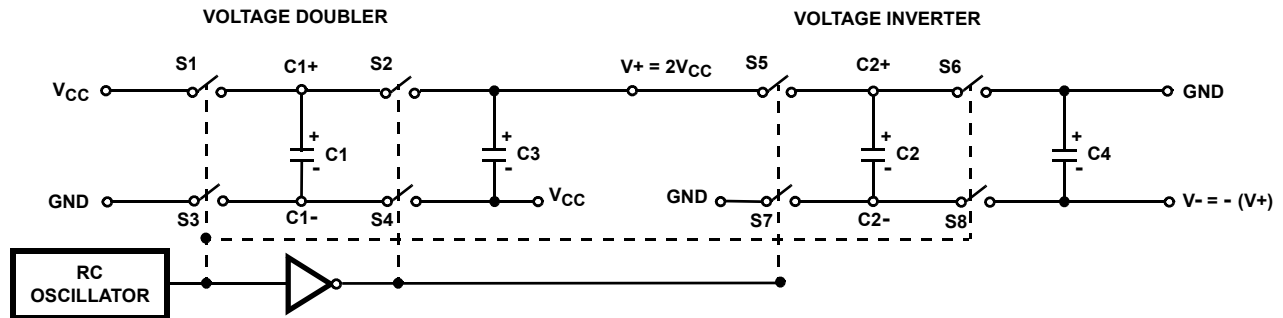 VOLTAGE DOUBLER
VOLTAGE INVERTER
S1 C1+ S2 V+ = 2VCC S5 C2+ S6
VCC GND
+ + + +
C1 C3 C2 C4
- - - -
GND VCC GND V- = - (V+)
S3 C1- S4 S7 C2- S8
RC
OSCILLATOR